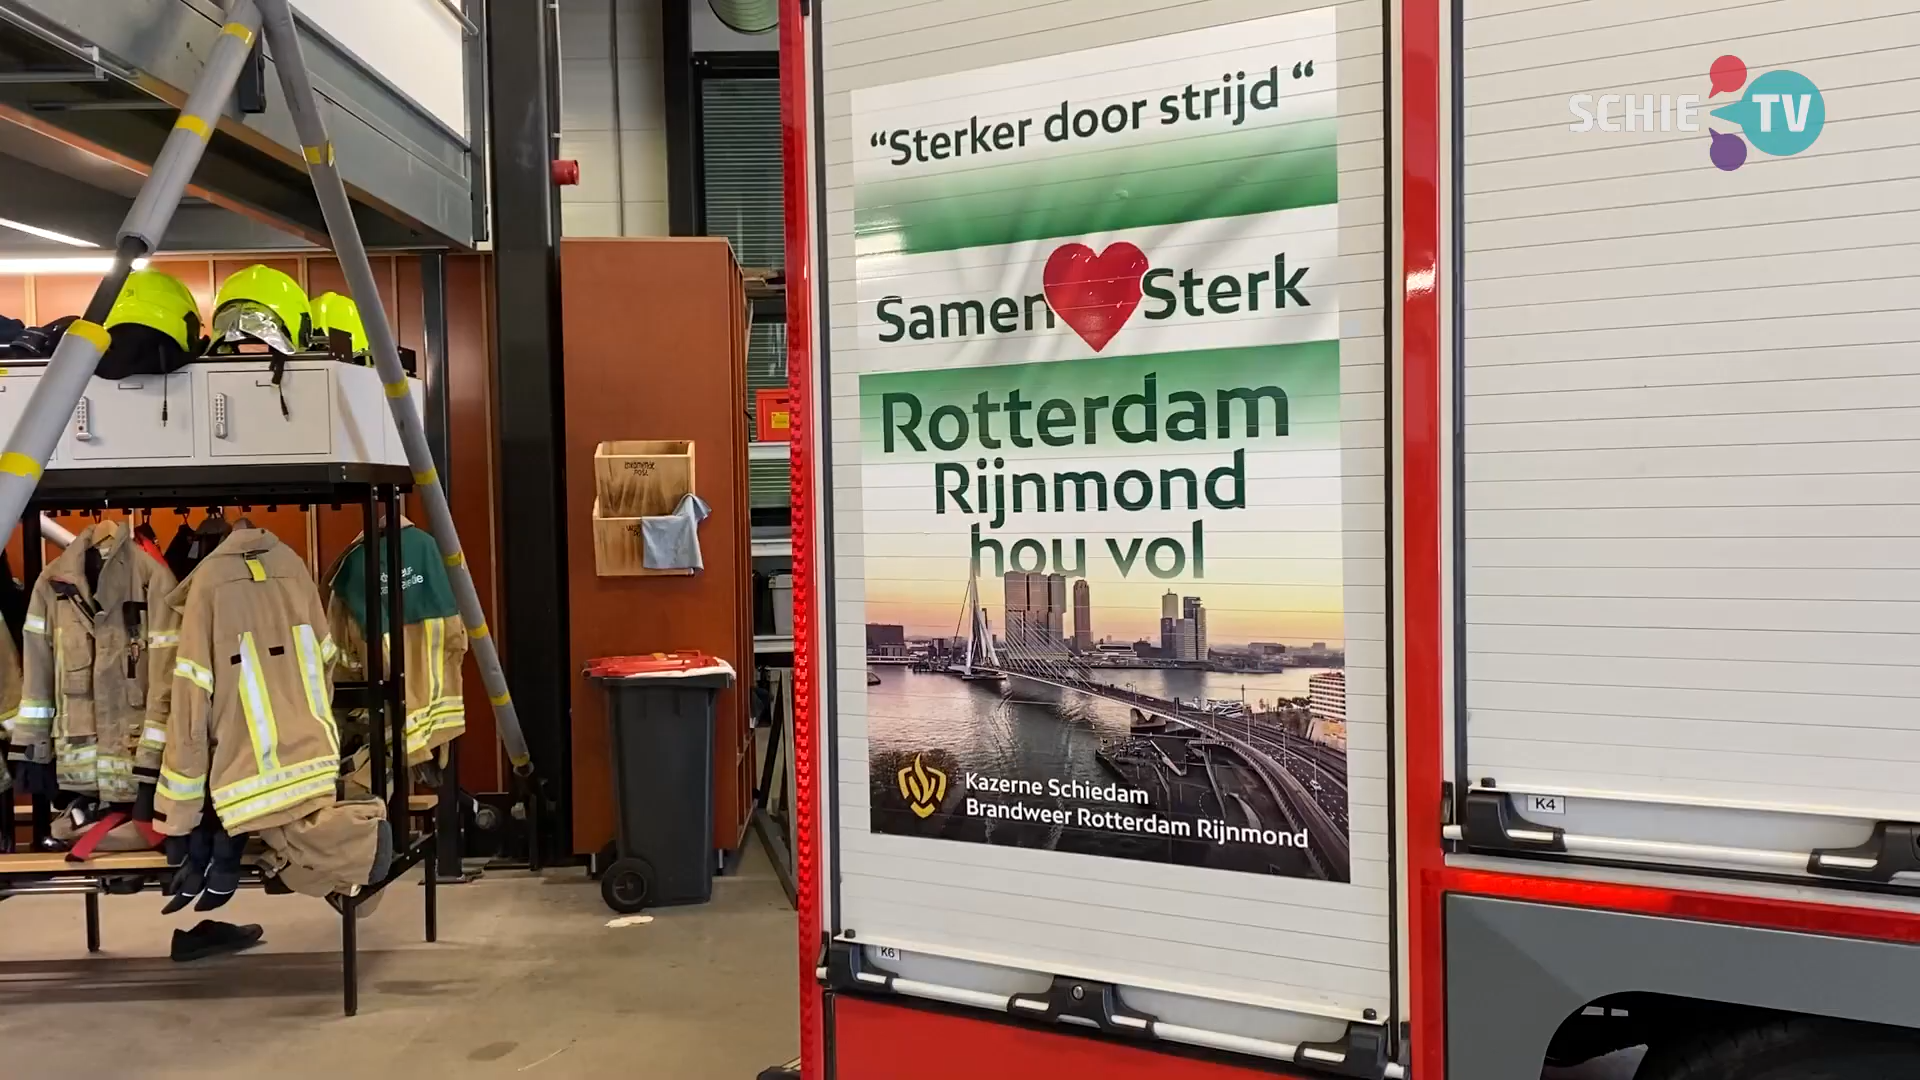 SCHIE TV
“Sterker door strijd “
Samen Sterk
Rotterdam
Rijnmond
hou vol
Kazerne Schiedam
Brandweer Rotterdam Rijnmond
K4
K6